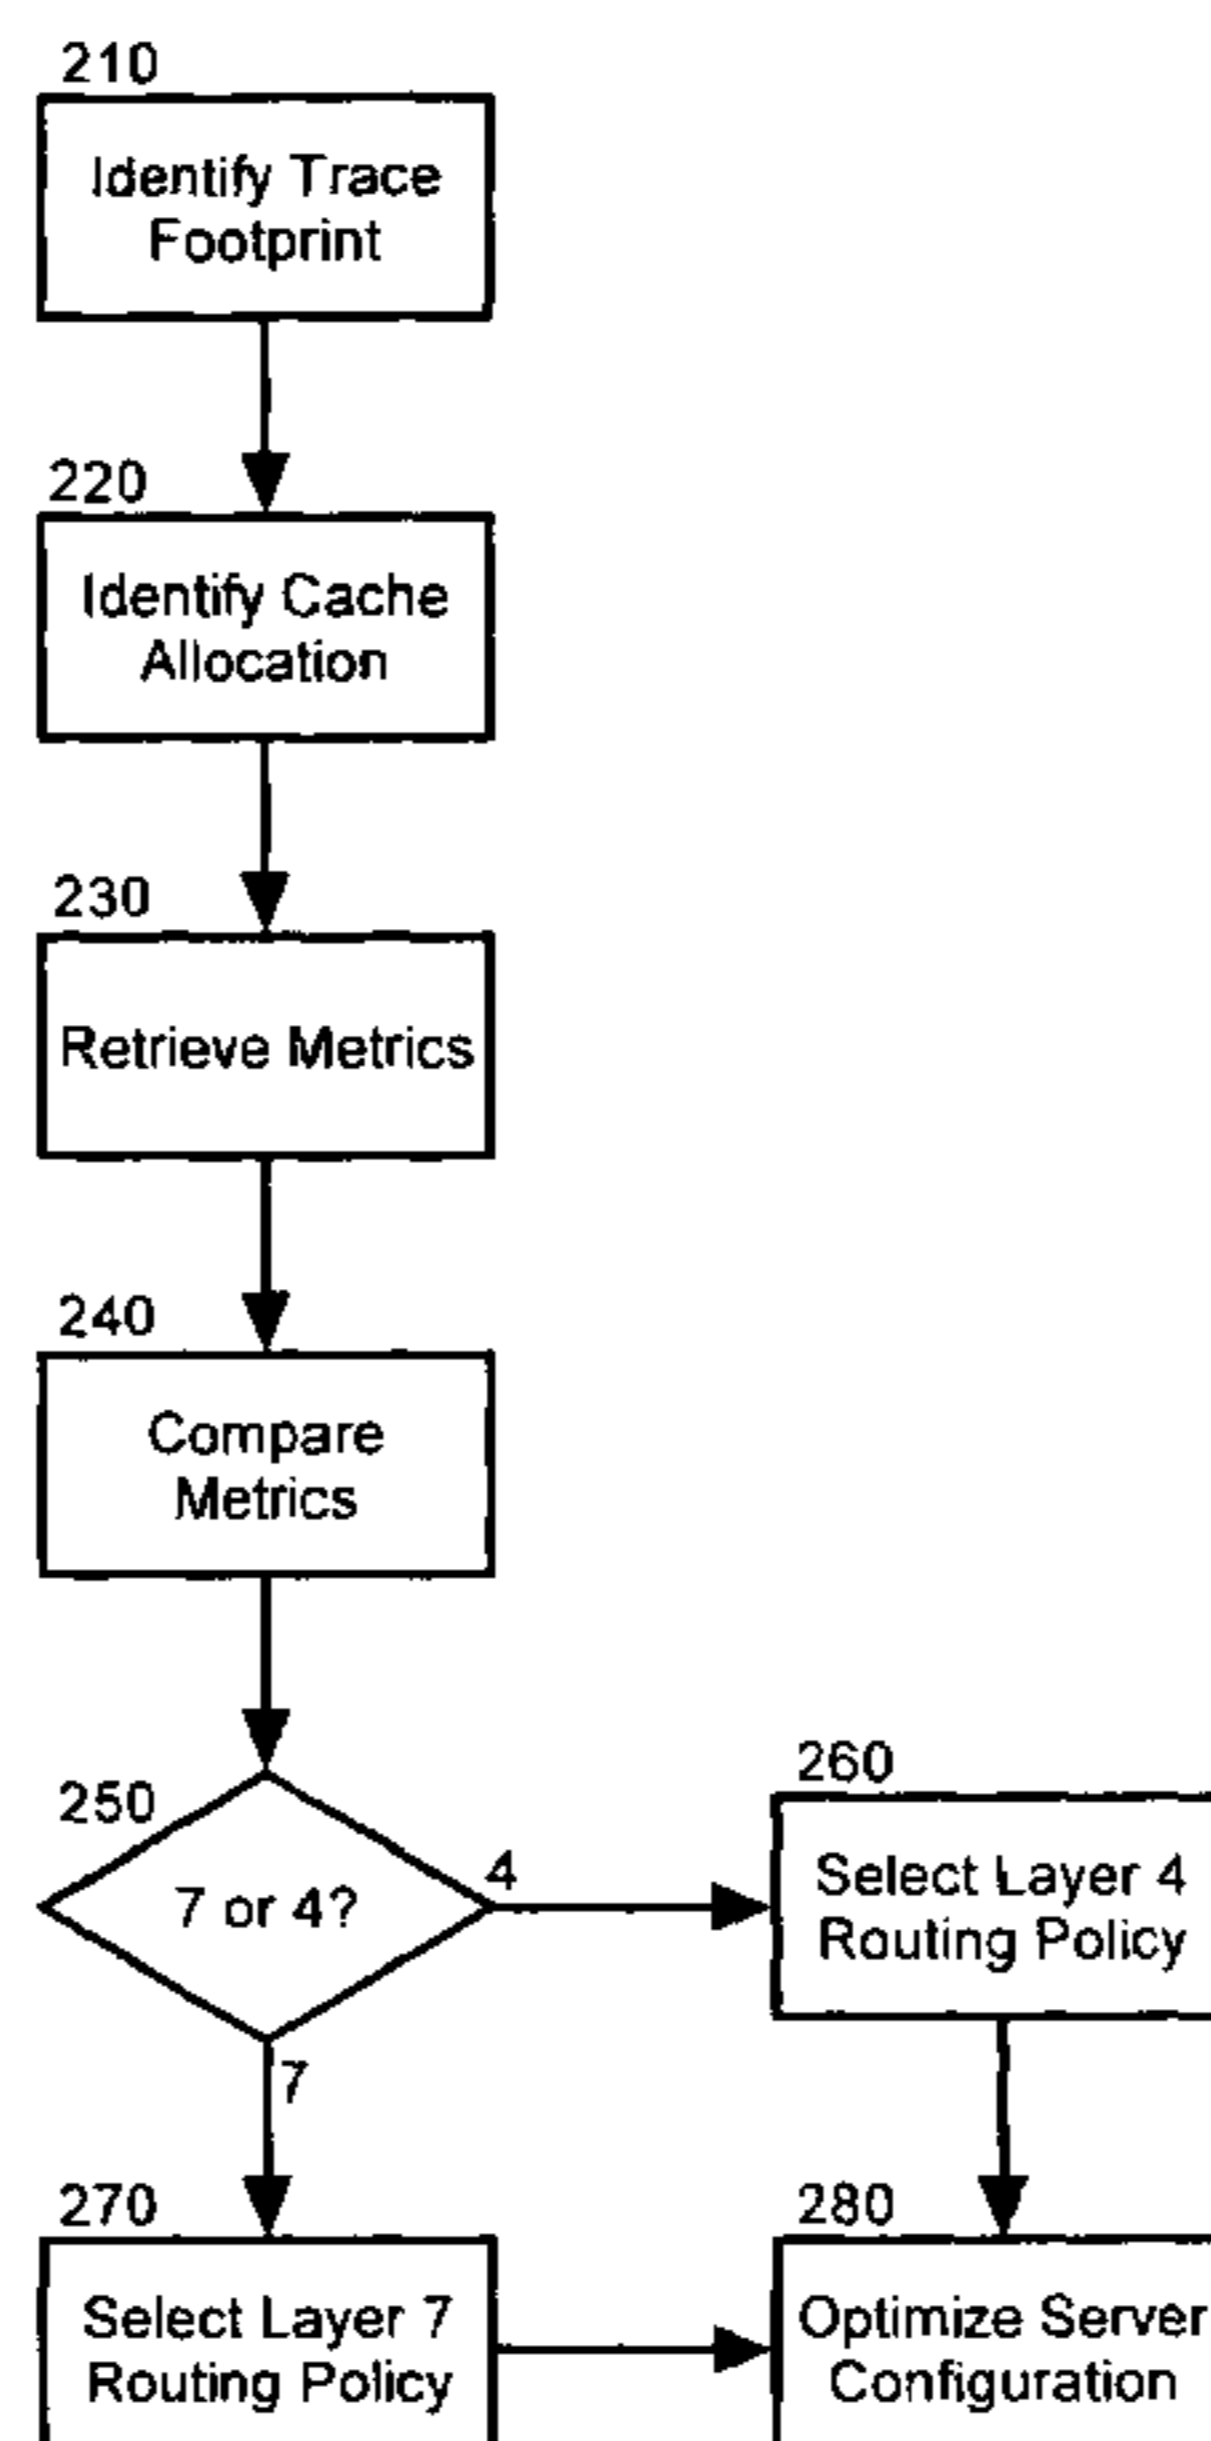 210
Identify Trace
Footprint
220
Identify Cache
Allocation
230
Retrieve Metrics
240
Compare
Metrics
250
7 or 4?
4
7
260
Select Layer 4
Routing Policy
270
Select Layer 7
Routing Policy
280
Optimize Server
Configuration